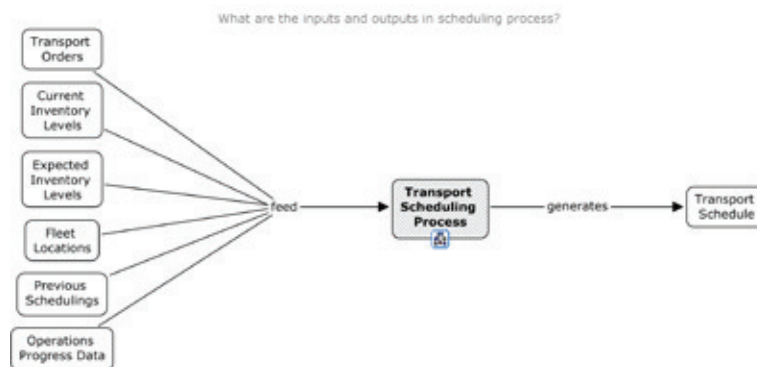 What are the inputs and outputs in scheduling process?
Transport
Orders
Current
Inventory
Levels
Expected
Inventory
Levels
Fleet
Locations
Previous
Schedulings
Operations
Progress Data
feed
Transport
Scheduling
Process
generates
Transport
Schedule